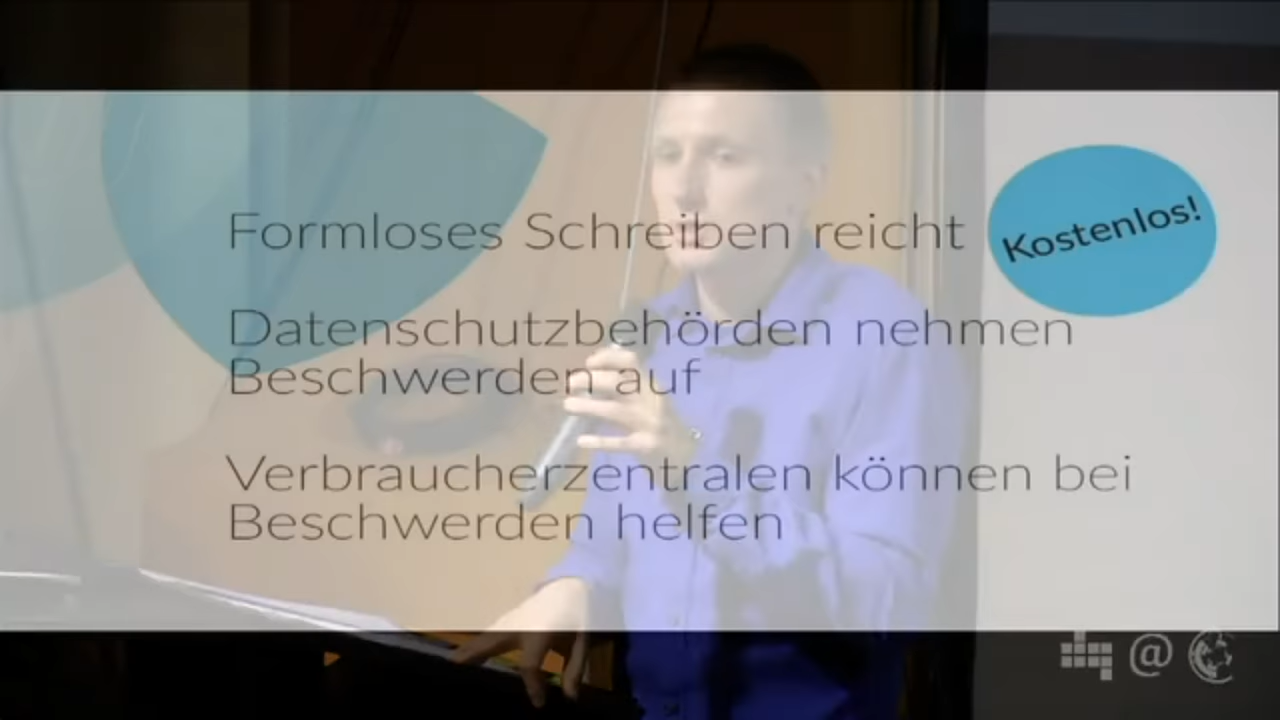 Formloses Schreiben reicht
Kostenlos!
Datenschutzbehörden nehmen
Beschwerden auf
Verbraucherzentralen können bei
Beschwerden helfen
@